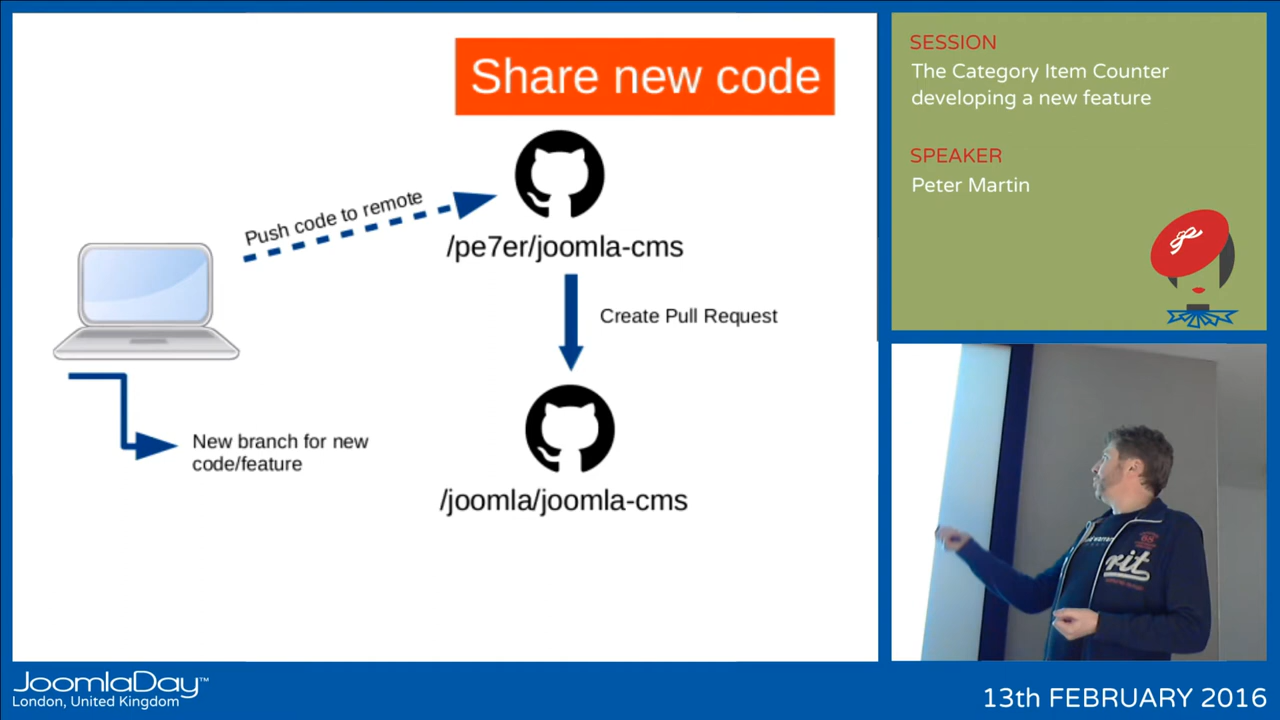 Share new code
Push code to remote
/pe7er/joomla-cms
Create Pull Request
New branch for new
code/feature
/joomla/joomla-cms
SESSION
The Category Item Counter
developing a new feature
SPEAKER
Peter Martin
rit
JoomlaDay™
London, United Kingdom
13th FEBRUARY 2016